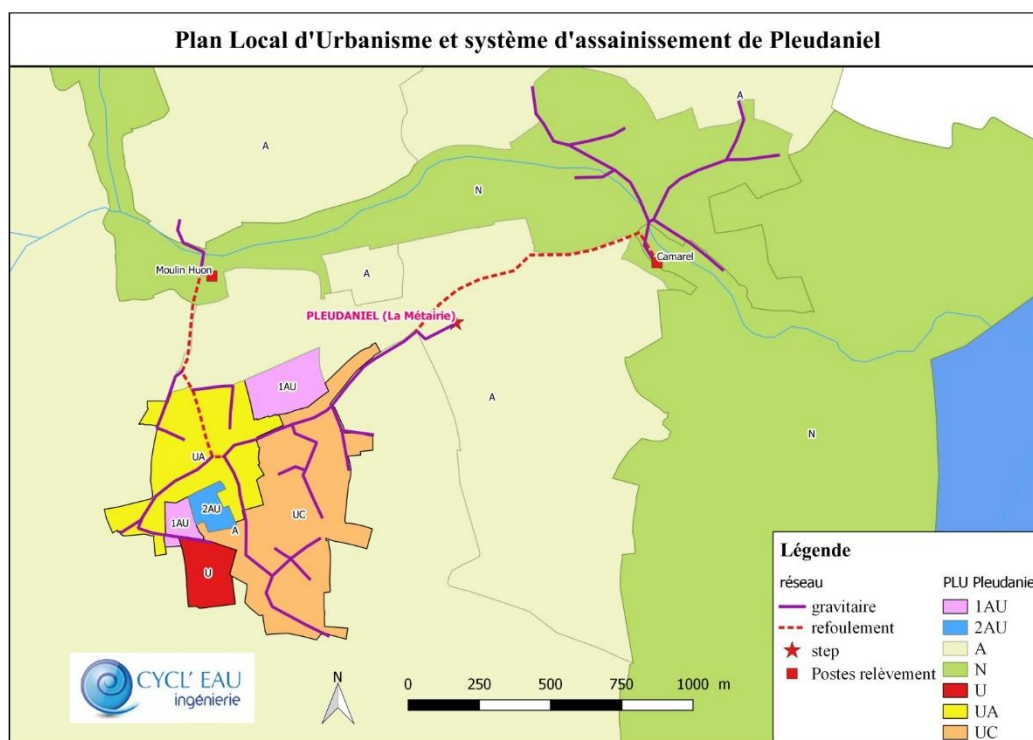 Plan Local d'Urbanisme et système d'assainissement de Pleudaniel
A
A
N
Moulin Huon
Camarel
A
PLEUDANIEL (La Métairie)
1AU
A
N
UA
2AU
UC
1AU
A
U
Légende
réseau
gravitaire
refoulement
step
Postes relèvement
PLU Pleudanie
1AU
2AU
A
N
U
UA
UC
CYCL' EAU
ingénierie
N
0 250 500 750 1000 m